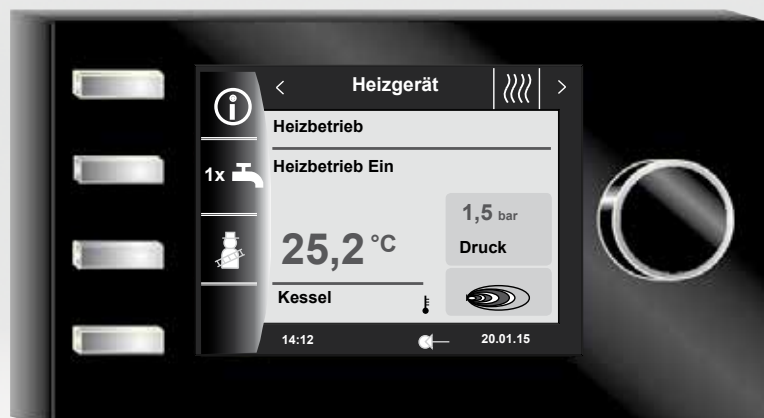 Heizgerät
Heizbetrieb
1x
Heizbetrieb Ein
1,5 bar
25,2 °C
Druck
Kessel
14:12
20.01.15